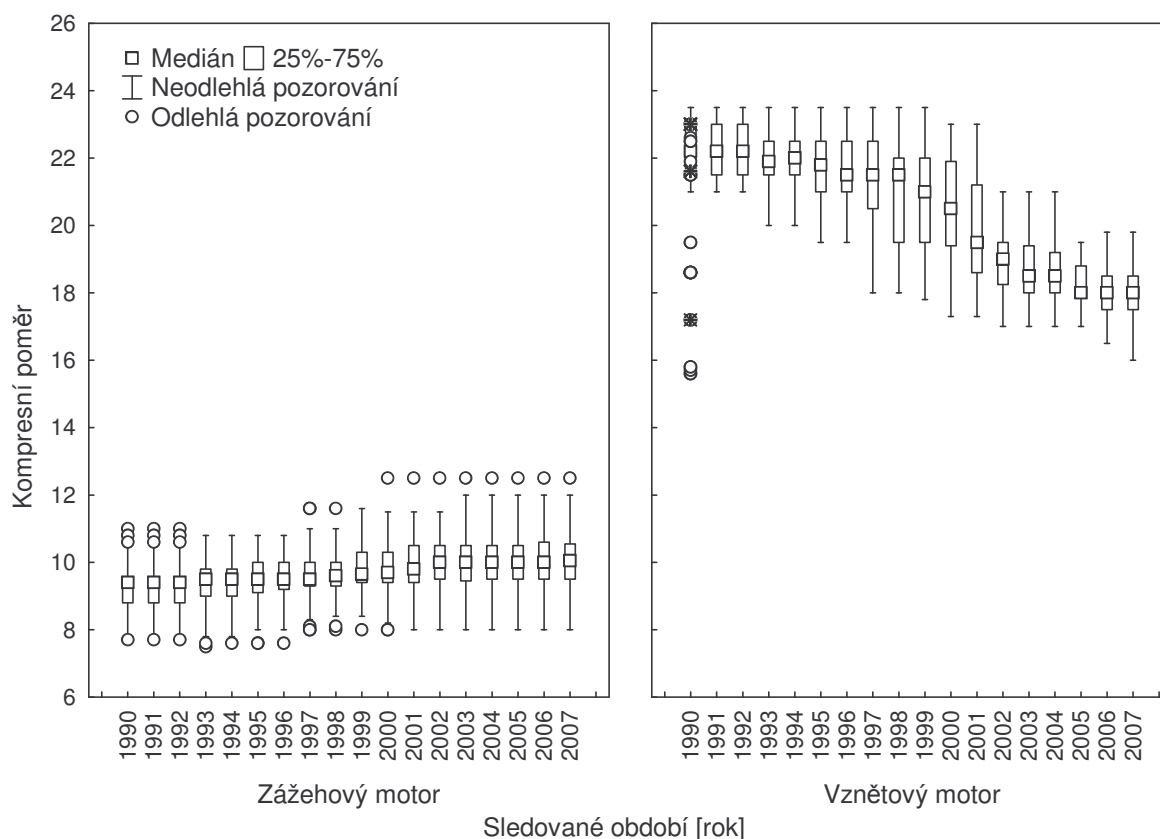 26
24
22
20
18
16
14
12
10
8
6
Kompresní poměr
Medián 25%-75%
Neodlehlá pozorování
Odlehlá pozorování
1990 1991 1992 1993 1994 1995 1996 1997 1998 1999 2000 2001 2002 2003 2004 2005 2006 2007
1990 1991 1992 1993 1994 1995 1996 1997 1998 1999 2000 2001 2002 2003 2004 2005 2006 2007
Zážehový motor
Vznětový motor
Sledované období [rok]